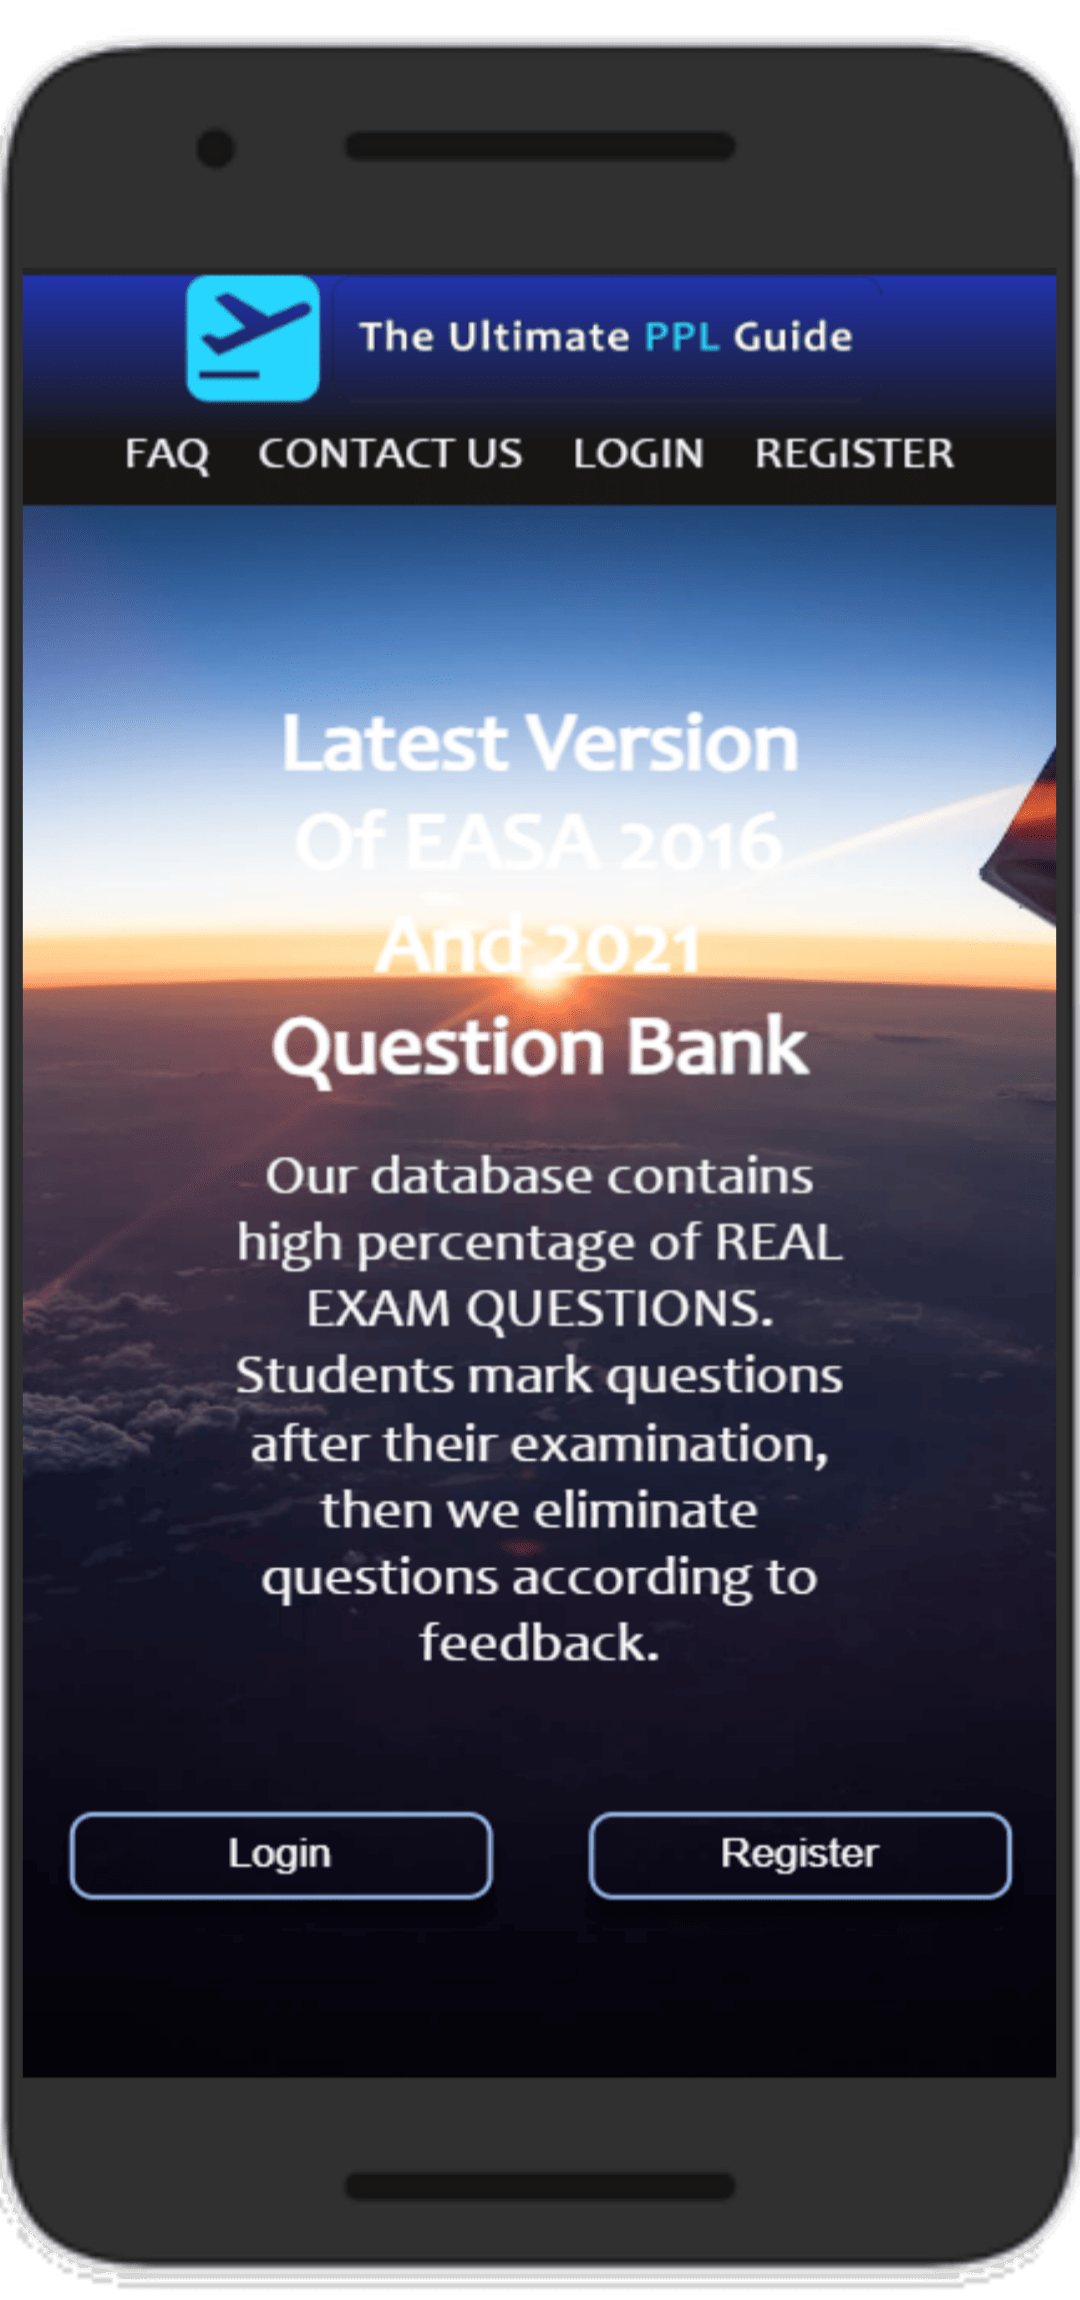 The Ultimate PPL Guide
FAQ CONTACT US LOGIN REGISTER
Latest Version
Of EASA 2016
And 2021
Question Bank
Our database contains
high percentage of REAL
EXAM QUESTIONS.
Students mark questions
after their examination,
then we eliminate
questions according to
feedback.
Login Register